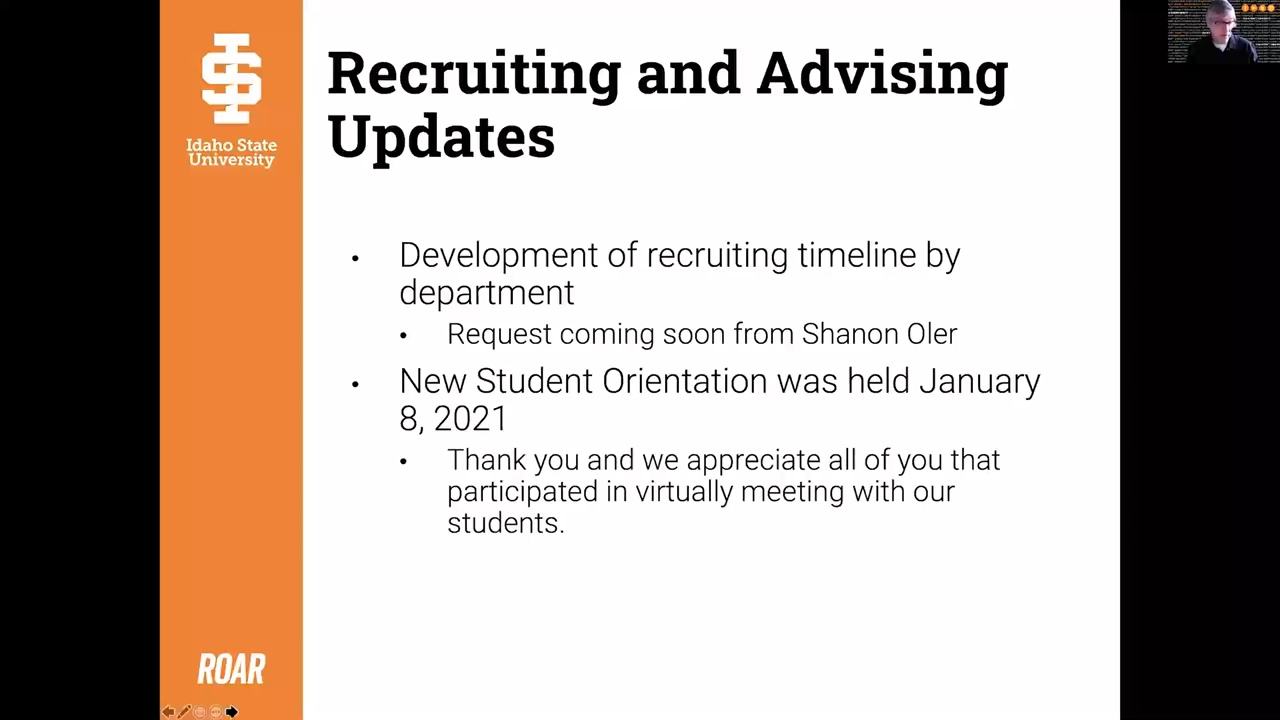 Recruiting and Advising
Updates
Idaho State
University
• Development of recruiting timeline by
department
• Request coming soon from Shanon Oler
• New Student Orientation was held January
8, 2021
• Thank you and we appreciate all of you that
participated in virtually meeting with our
students.
ROAR